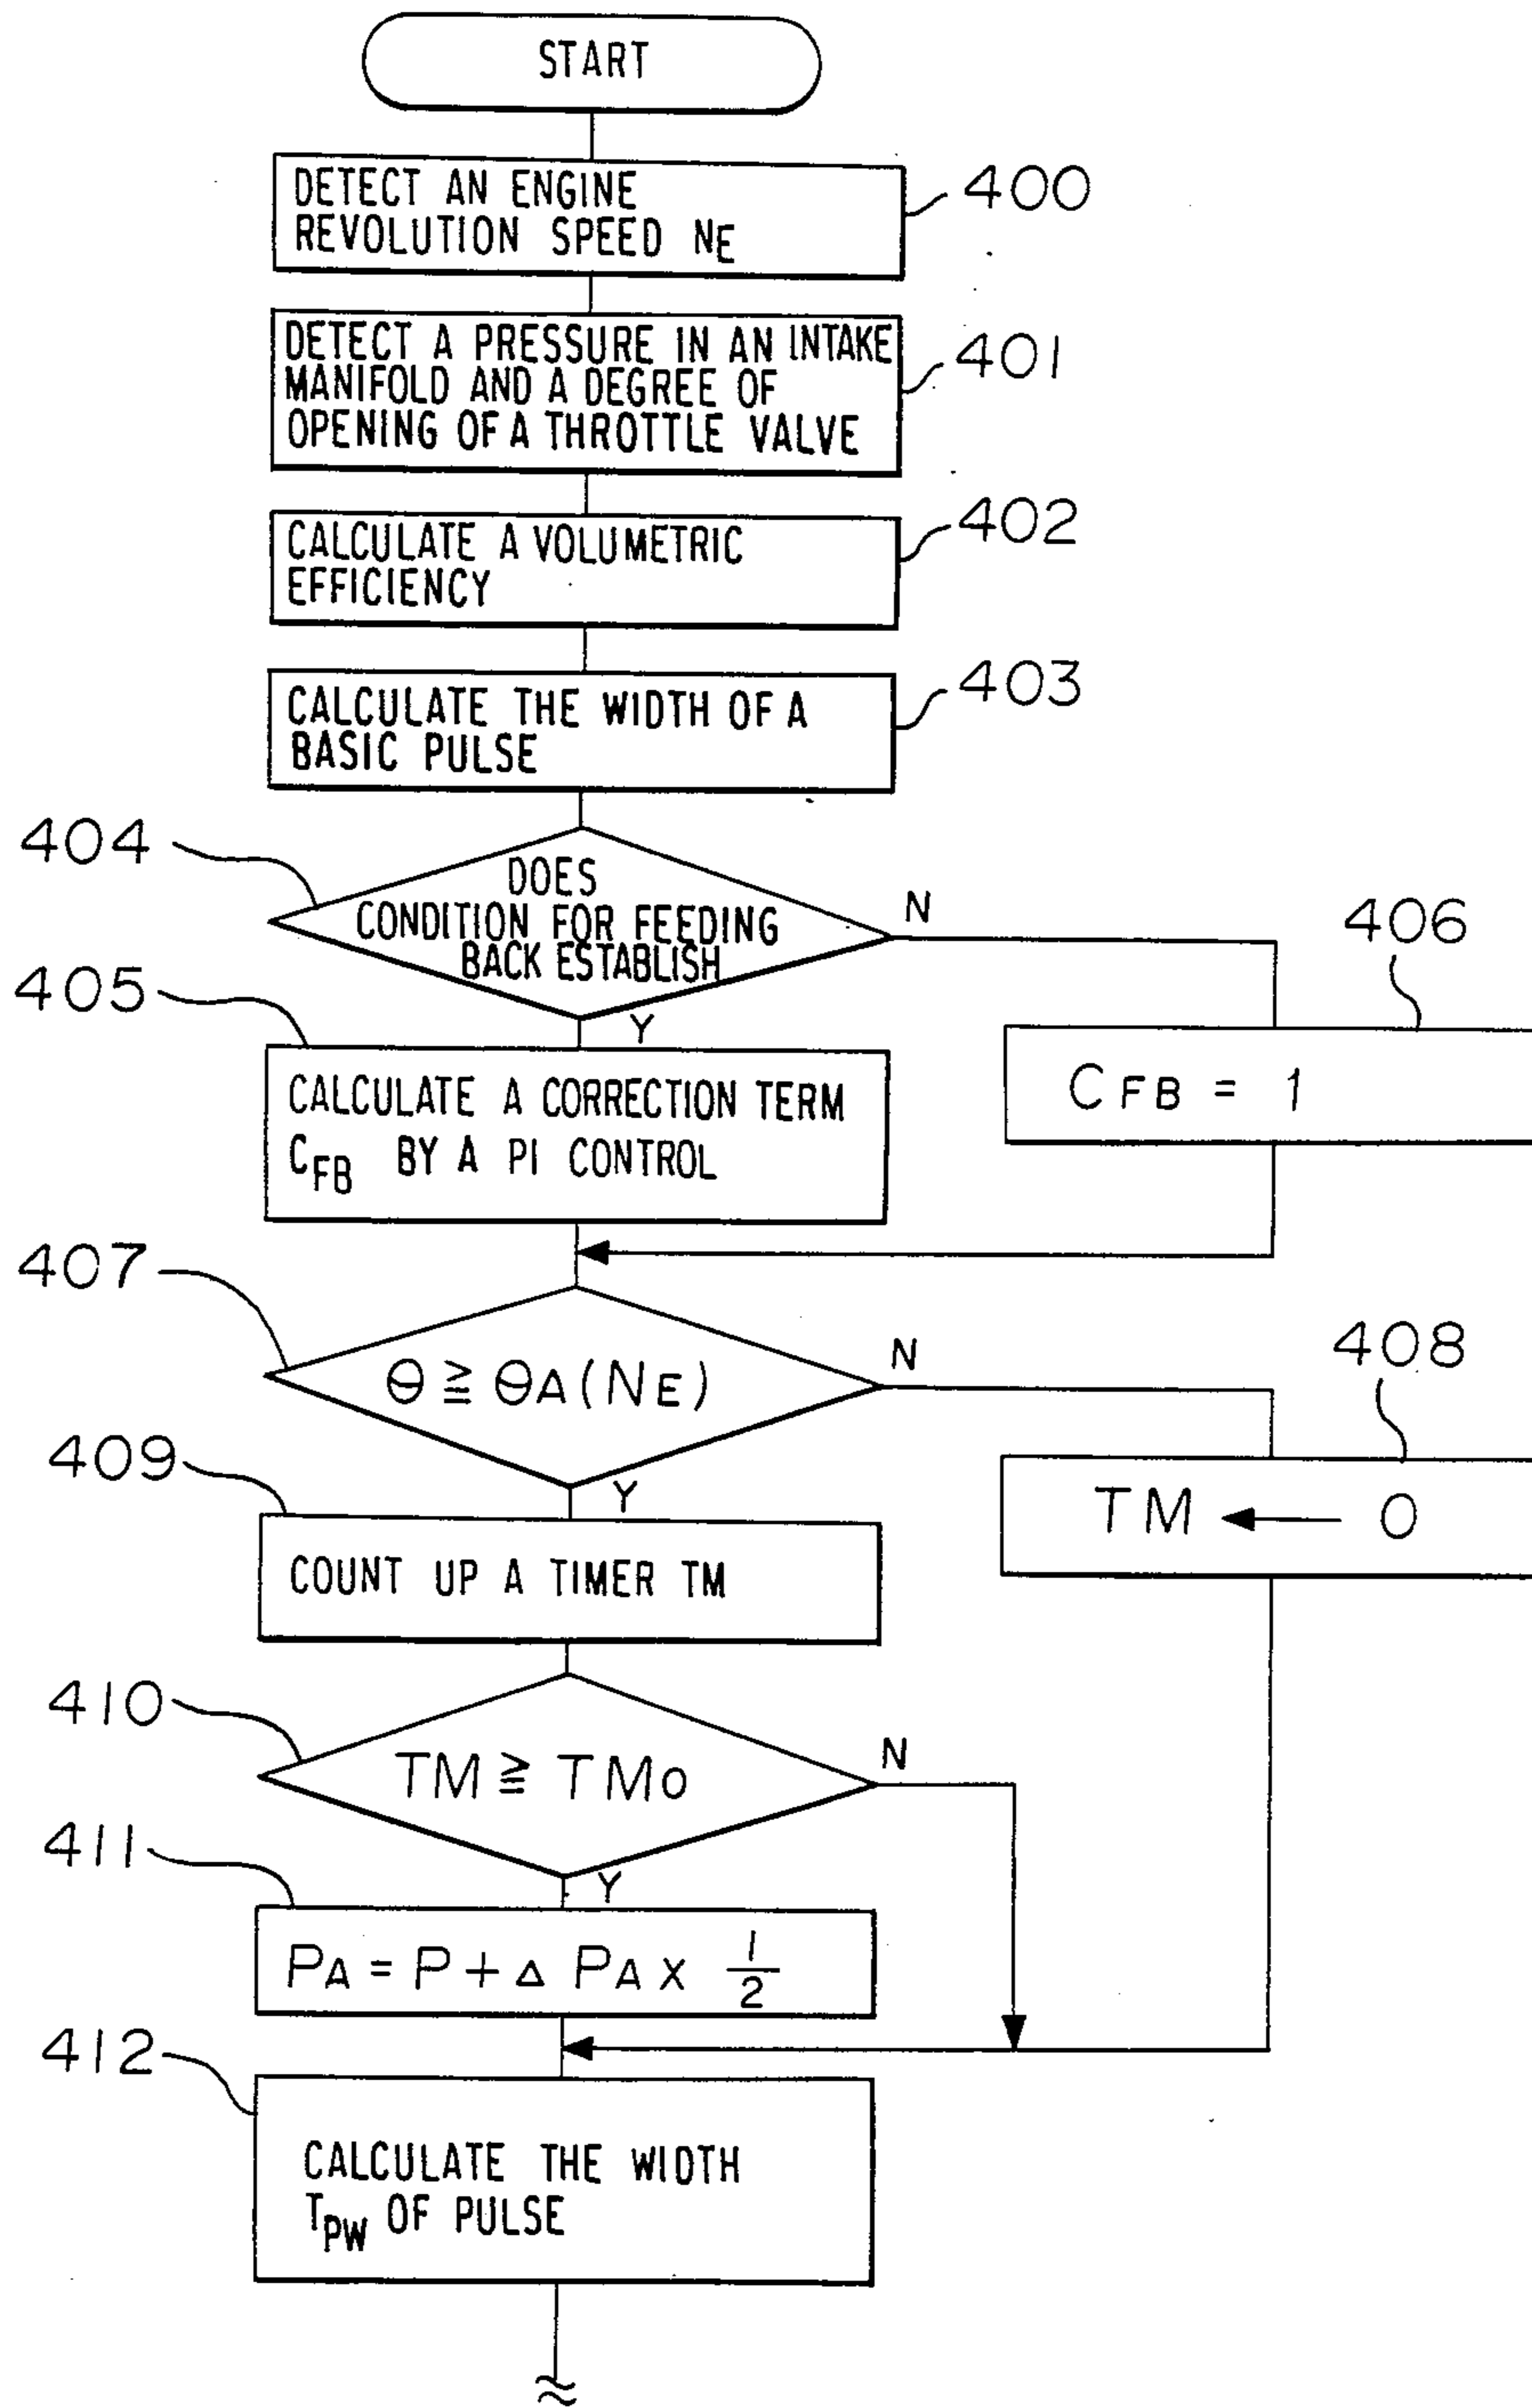 START
DETECT AN ENGINE
REVOLUTION SPEED NE
400
DETECT A PRESSURE IN AN INTAKE
MANIFOLD AND A DEGREE OF
OPENING OF A THROTTLE VALVE
401
CALCULATE A VOLUMETRIC
EFFICIENCY
402
CALCULATE THE WIDTH OF A
BASIC PULSE
403
404
DOES
CONDITION FOR FEEDING
BACK ESTABLISH
N
Y
406
CFB = 1
405
CALCULATE A CORRECTION TERM
CFB BY A PI CONTROL
407
θ ≧ θA(NE)
N
Y
408
TM ← 0
409
COUNT UP A TIMER TM
410
TM ≧ TMo
N
Y
411
PA = P + Δ PA x 1/2
412
CALCULATE THE WIDTH
TPW OF PULSE